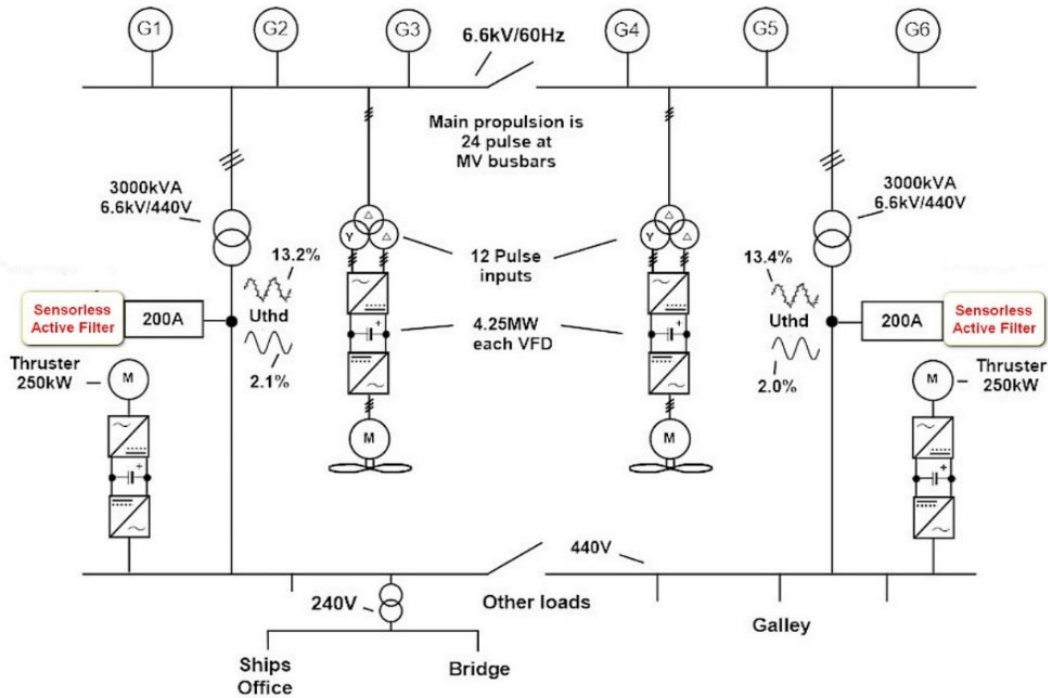 G1
G2
G3
6.6kV/60Hz
G4
G5
G6
Main propulsion is
24 pulse at
MV busbars
3000kVA
6.6kV/440V
3000kVA
6.6kV/440V
Y
Δ
Δ
Y
Δ
Δ
12 Pulse
inputs
13.2%
Uthd
2.1%
13.4%
Uthd
2.0%
Sensorless
Active Filter
200A
200A
Sensorless
Active Filter
4.25MW
each VFD
+
+
Thruster
250kW
M
M
Thruster
250kW
M
M
+
+
440V
240V
Other loads
Galley
Ships
Office
Bridge